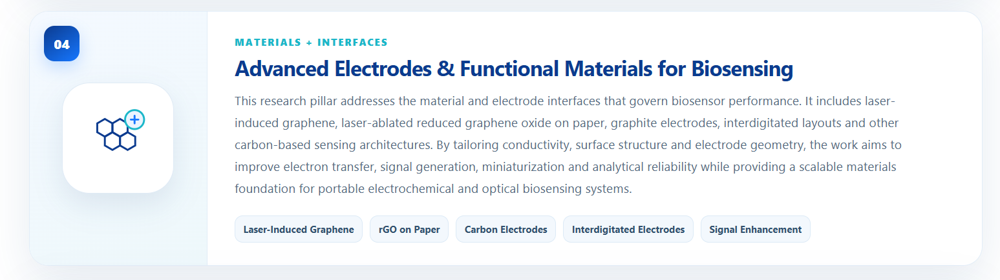 04
MATERIALS + INTERFACES
Advanced Electrodes & Functional Materials for Biosensing
This research pillar addresses the material and electrode interfaces that govern biosensor performance. It includes laser-
induced graphene, laser-ablated reduced graphene oxide on paper, graphite electrodes, interdigitated layouts and other
carbon-based sensing architectures. By tailoring conductivity, surface structure and electrode geometry, the work aims to
improve electron transfer, signal generation, miniaturization and analytical reliability while providing a scalable materials
foundation for portable electrochemical and optical biosensing systems.
Laser-Induced Graphene rGO on Paper Carbon Electrodes Interdigitated Electrodes Signal Enhancement